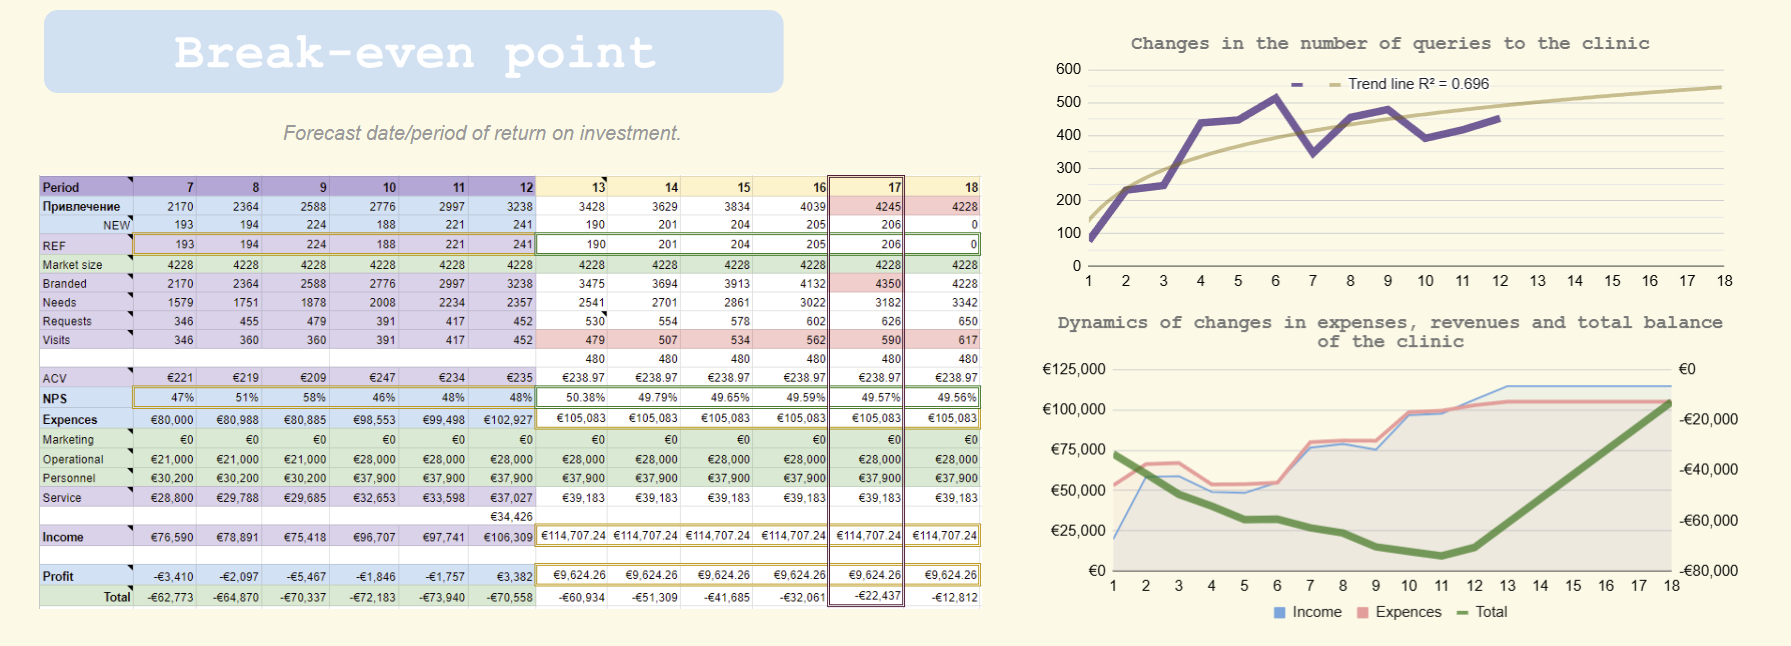 Break-even point
Forecast date/period of return on investment.
Period 7 8 9 10 11 12 13 14 15 16 17 18
Привлечение 2170 2364 2588 2776 2997 3238 3428 3629 3834 4039 4245 4228
NEW 193 194 224 188 221 241 190 201 204 205 206 0
REF 193 194 224 188 221 241 190 201 204 205 206 0
Market size 4228 4228 4228 4228 4228 4228 4228 4228 4228 4228 4228 4228
Branded 2170 2364 2588 2776 2997 3238 3475 3694 3913 4132 4350 4228
Needs 1579 1751 1878 2008 2234 2357 2541 2701 2861 3022 3182 3342
Requests 346 455 479 391 417 452 530 554 578 602 626 650
Visits 346 360 360 391 417 452 479 507 534 562 590 617
480 480 480 480 480 480
ACV €221 €219 €209 €247 €234 €235 €238.97 €238.97 €238.97 €238.97 €238.97 €238.97
NPS 47% 51% 58% 46% 48% 48% 50.38% 49.79% 49.65% 49.59% 49.57% 49.56%
Expences €80,000 €80,988 €80,885 €98,553 €99,498 €102,927 €105,083 €105,083 €105,083 €105,083 €105,083 €105,083
Marketing €0 €0 €0 €0 €0 €0 €0 €0 €0 €0 €0 €0
Operational €21,000 €21,000 €21,000 €28,000 €28,000 €28,000 €28,000 €28,000 €28,000 €28,000 €28,000 €28,000
Personnel €30,200 €30,200 €30,200 €37,900 €37,900 €37,900 €37,900 €37,900 €37,900 €37,900 €37,900 €37,900
Service €28,800 €29,788 €29,685 €32,653 €33,598 €37,027 €39,183 €39,183 €39,183 €39,183 €39,183 €39,183
€34,426
Income €76,590 €78,891 €75,418 €96,707 €97,741 €106,309 €114,707.24 €114,707.24 €114,707.24 €114,707.24 €114,707.24 €114,707.24
Profit -€3,410 -€2,097 -€5,467 -€1,846 -€1,757 €3,382 €9,624.26 €9,624.26 €9,624.26 €9,624.26 €9,624.26 €9,624.26
Total -€62,773 -€64,870 -€70,337 -€72,183 -€73,940 -€70,558 -€60,934 -€51,309 -€41,685 -€32,061 -€22,437 -€12,812
Changes in the number of queries to the clinic
Trend line R² = 0.696
600
500
400
300
200
100
0
1 2 3 4 5 6 7 8 9 10 11 12 13 14 15 16 17 18
Dynamics of changes in expenses, revenues and total balance
of the clinic
€125,000 €0
€100,000 -€20,000
€75,000 -€40,000
€50,000 -€60,000
€25,000
€0 -€80,000
1 2 3 4 5 6 7 8 9 10 11 12 13 14 15 16 17 18
Income Expences Total